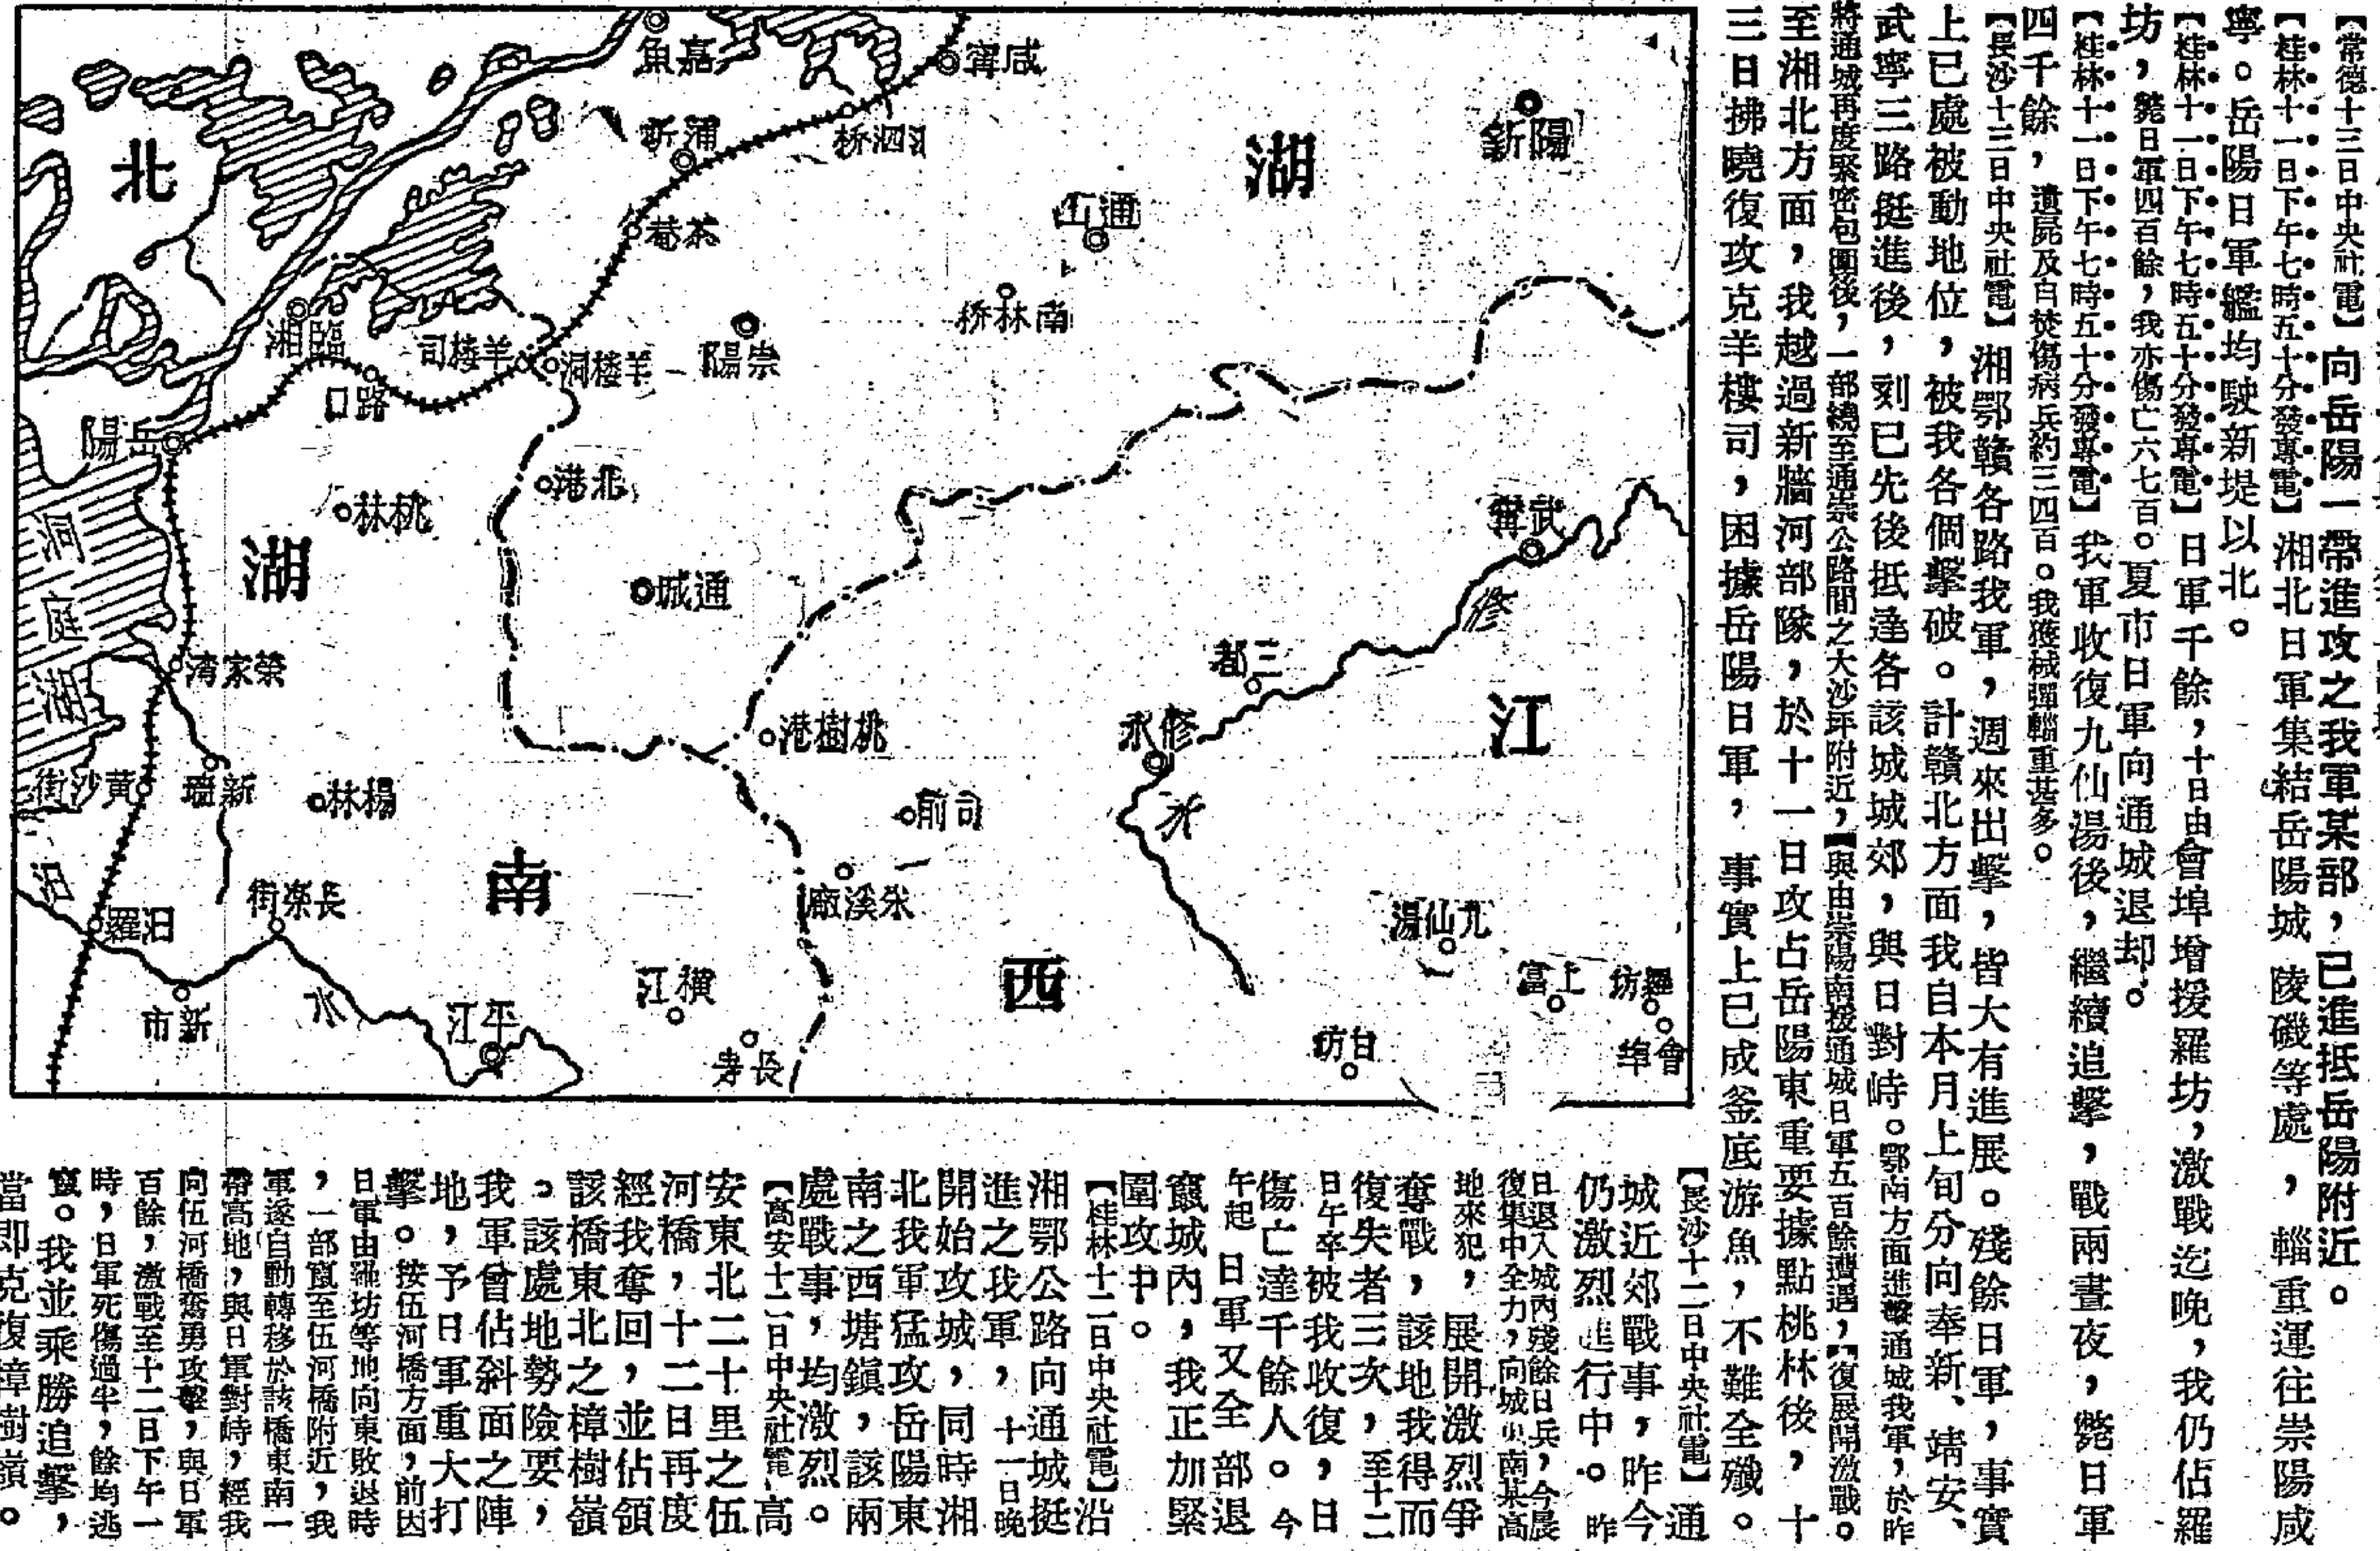 【常德十三日中央社電】向岳陽一帶進攻之我軍某部，已進抵岳陽附近。
【桂林十一日下午七時五十分發專電】湘北日軍集結岳陽城陵磯等處，輜重運往崇陽咸
寧。岳陽日軍艦均駛新堤以北。
【桂林十一日下午七時五十分發專電】日軍千餘，十日由會埠增援羅坊，激戰迄晚，我仍佔羅
坊，斃日軍四百餘，我亦傷亡六七百。夏市日軍向通城退却。
【桂林十一日下午七時五十分發專電】我軍收復九仙湯後，繼續追擊，戰兩晝夜，斃日軍
四千餘，遺屍及自焚傷病兵約三四百。我獲械彈輜重甚多。
【長沙十三日中央社電】湘鄂贛各路我軍，週來出擊，皆大有進展。殘餘日軍，事實
上已處被動地位，被我各個擊破。計贛北方面我自本月上旬分向奉新、靖安、
武寧三路挺進後，刻已先後抵達各該城城郊，與日對峙。鄂南方面進擊通城我軍，於昨
將通城再度緊密包圍後，一部繞至通崇公路間之大沙坪附近，與由崇陽南援通城日軍五百餘遭遇，復展開激戰。
至湘北方面，我越過新牆河部隊，於十一日攻占岳陽東重要據點桃林後，十
三日拂曉復攻克羊樓司，困據岳陽日軍，事實上已成釜底游魚，不難全殲。
【長沙十二日中央社電】通
城近郊戰事，昨今
仍激烈進行中。昨
日退入城內殘餘日兵，今晨
復集中全力，向城東南某高
地來犯，展開激烈爭
奪戰，該地我得而
復失者三次，至十二
日午卒被我收復，日
傷亡達千餘人。今
午起日軍又全部退
竄城內，我正加緊
圍攻中。
【桂林十二日中央社電】沿
湘鄂公路向通城挺
進之我軍，十一日晚
開始攻城，同時湘
北我軍猛攻岳陽東
南之西塘鎮，該兩
處戰事，均激烈。
【高安十二日中央社電】高
安東北二十里之伍
河橋，十二日再度
經我奪回，並佔領
該橋東北之樟樹嶺
。該處地勢險要，
我軍曾佔斜面之陣
地，予日軍重大打
擊。按伍河橋方面，前因
日軍由羅坊等地向東敗退時
，一部竄至伍河橋附近，我
軍遂自動轉移於該橋東南一
帶高地，與日軍對峙，經我
向伍河橋奮勇攻擊，與日軍
百餘，激戰至十二日下午一
時，日軍死傷過半，餘均逃
竄。我並乘勝追擊，
當即克復樟樹嶺。
湖
北
湖
南
江
西
陽新
咸寧
嘉魚
汀泗桥
蒲圻
茶菴
通山
南林桥
崇陽
羊楼洞
羊楼司
臨湘
路口
岳陽
北港
桃林
通城
洞庭湖
榮家湾
新墻
黄沙街
楊林
汨羅
長樂街
新市
汨
水
平江
橫江
長寿
桃樹港
司前
朱溪廠
武寧
三都
修水
修
水
九仙湯
上富
羅坊
會埠
甘坊